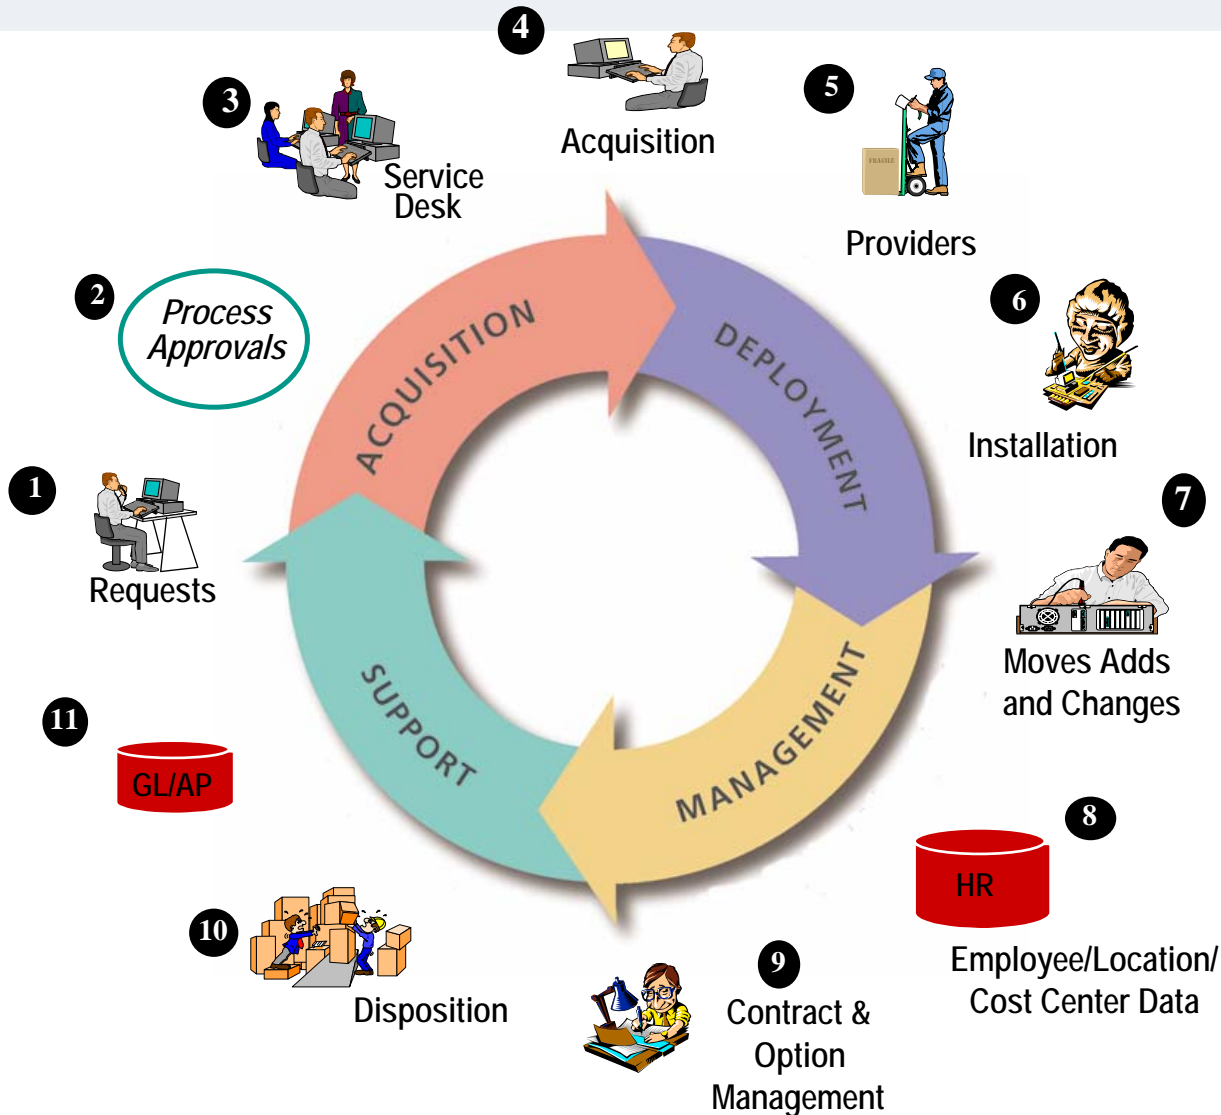 4
Acquisition
3
Service
Desk
5
Providers
2
Process
Approvals
6
Installation
1
Requests
7
Moves Adds
and Changes
ACQUISITION
DEPLOYMENT
MANAGEMENT
SUPPORT
11
GL/AP
8
HR
Employee/Location/
Cost Center Data
10
Disposition
9
Contract &
Option
Management
FRAGILE